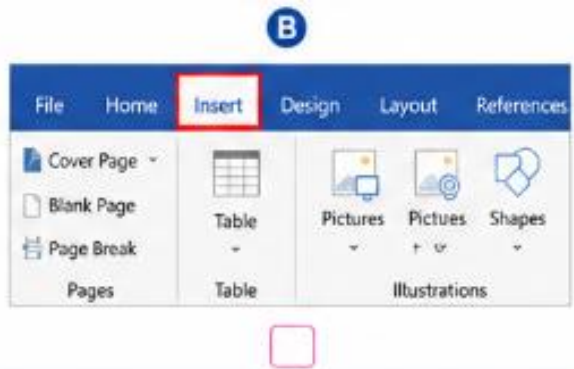 B
File Home Insert Design Layout References
Cover Page
Blank Page
Page Break
Table
Pictures Pictues Shapes
Pages Table Illustrations